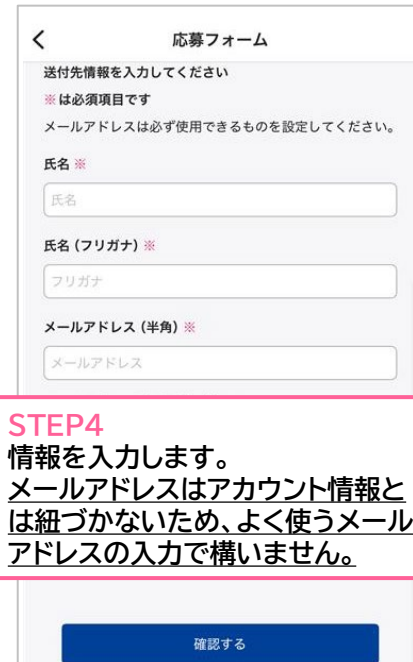 応募フォーム
送付先情報を入力してください
※は必須項目です
メールアドレスは必ず使用できるものを設定してください。
氏名 ※
氏名
氏名 (フリガナ) ※
フリガナ
メールアドレス (半角) ※
メールアドレス
STEP4
情報を入力します。
メールアドレスはアカウント情報と
は紐づかないため、よく使うメール
アドレスの入力で構いません。
確認する